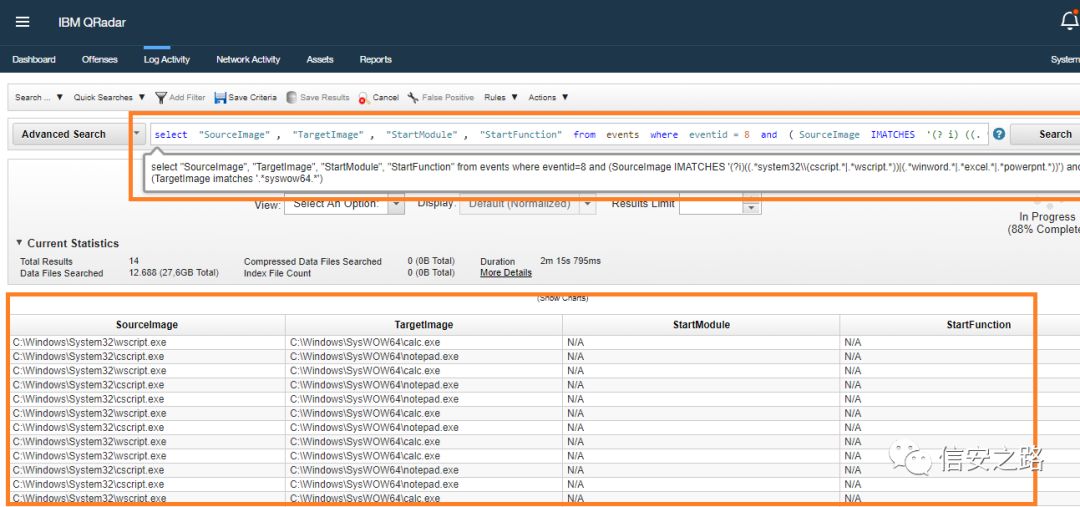 IBM QRadar
Dashboard Offenses Log Activity Network Activity Assets Reports System
Search ... ▼ Quick Searches ▼ Add Filter Save Criteria Save Results Cancel False Positive Rules ▼ Actions ▼
Advanced Search select "SourceImage" , "TargetImage" , "StartModule" , "StartFunction" from events where eventid = 8 and ( SourceImage IMATCHES '(? i) ((. Search
select "SourceImage", "TargetImage", "StartModule", "StartFunction" from events where eventid=8 and (SourceImage IMATCHES '(?i)((.*system32\\(cscript.*|.*wscript.*))|(.*winword.*|.*excel.*|.*powerpnt.*))') and
(TargetImage imatches '.*syswow64.*')
View: Select An Option: Display: Default (Normalized) Results Limit
In Progress
(88% Complete
▼ Current Statistics
Total Results 14 Compressed Data Files Searched 0 (0B Total) Duration 2m 15s 795ms
Data Files Searched 12.688 (27,6GB Total) Index File Count 0 (0B Total) More Details
(Show Charts)
SourceImage TargetImage StartModule StartFunction
C:\Windows\System32\wscript.exe C:\Windows\SysWOW64\calc.exe N/A N/A
C:\Windows\System32\cscript.exe C:\Windows\SysWOW64\notepad.exe N/A N/A
C:\Windows\System32\wscript.exe C:\Windows\SysWOW64\calc.exe N/A N/A
C:\Windows\System32\cscript.exe C:\Windows\SysWOW64\notepad.exe N/A N/A
C:\Windows\System32\cscript.exe C:\Windows\SysWOW64\notepad.exe N/A N/A
C:\Windows\System32\wscript.exe C:\Windows\SysWOW64\calc.exe N/A N/A
C:\Windows\System32\cscript.exe C:\Windows\SysWOW64\notepad.exe N/A N/A
C:\Windows\System32\wscript.exe C:\Windows\SysWOW64\calc.exe N/A N/A
C:\Windows\System32\wscript.exe C:\Windows\SysWOW64\calc.exe N/A N/A
C:\Windows\System32\cscript.exe C:\Windows\SysWOW64\notepad.exe N/A N/A
C:\Windows\System32\cscript.exe C:\Windows\SysWOW64\notepad.exe N/A N/A
C:\Windows\System32\wscript.exe C:\Windows\SysWOW64\calc.exe N/A N/A
信安之路